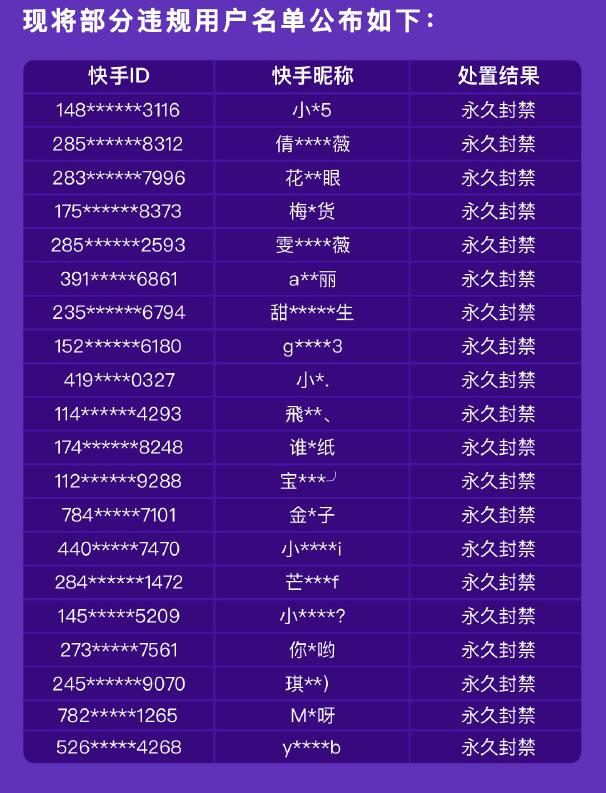 现将部分违规用户名单公布如下：
快手ID 快手昵称 处置结果
148******3116 小*5 永久封禁
285******8312 倩****薇 永久封禁
283******7996 花**眼 永久封禁
175******8373 梅*货 永久封禁
285******2593 雯****薇 永久封禁
391*****6861 a**丽 永久封禁
235******6794 甜*****生 永久封禁
152******6180 g****3 永久封禁
419****0327 小*. 永久封禁
114******4293 飛**、 永久封禁
174******8248 谁*纸 永久封禁
112******9288 宝***╯ 永久封禁
784*****7101 金*子 永久封禁
440*****7470 小****i 永久封禁
284******1472 芒***f 永久封禁
145*****5209 小****? 永久封禁
273*****7561 你*哟 永久封禁
245******9070 琪**) 永久封禁
782*****1265 M*呀 永久封禁
526*****4268 y****b 永久封禁